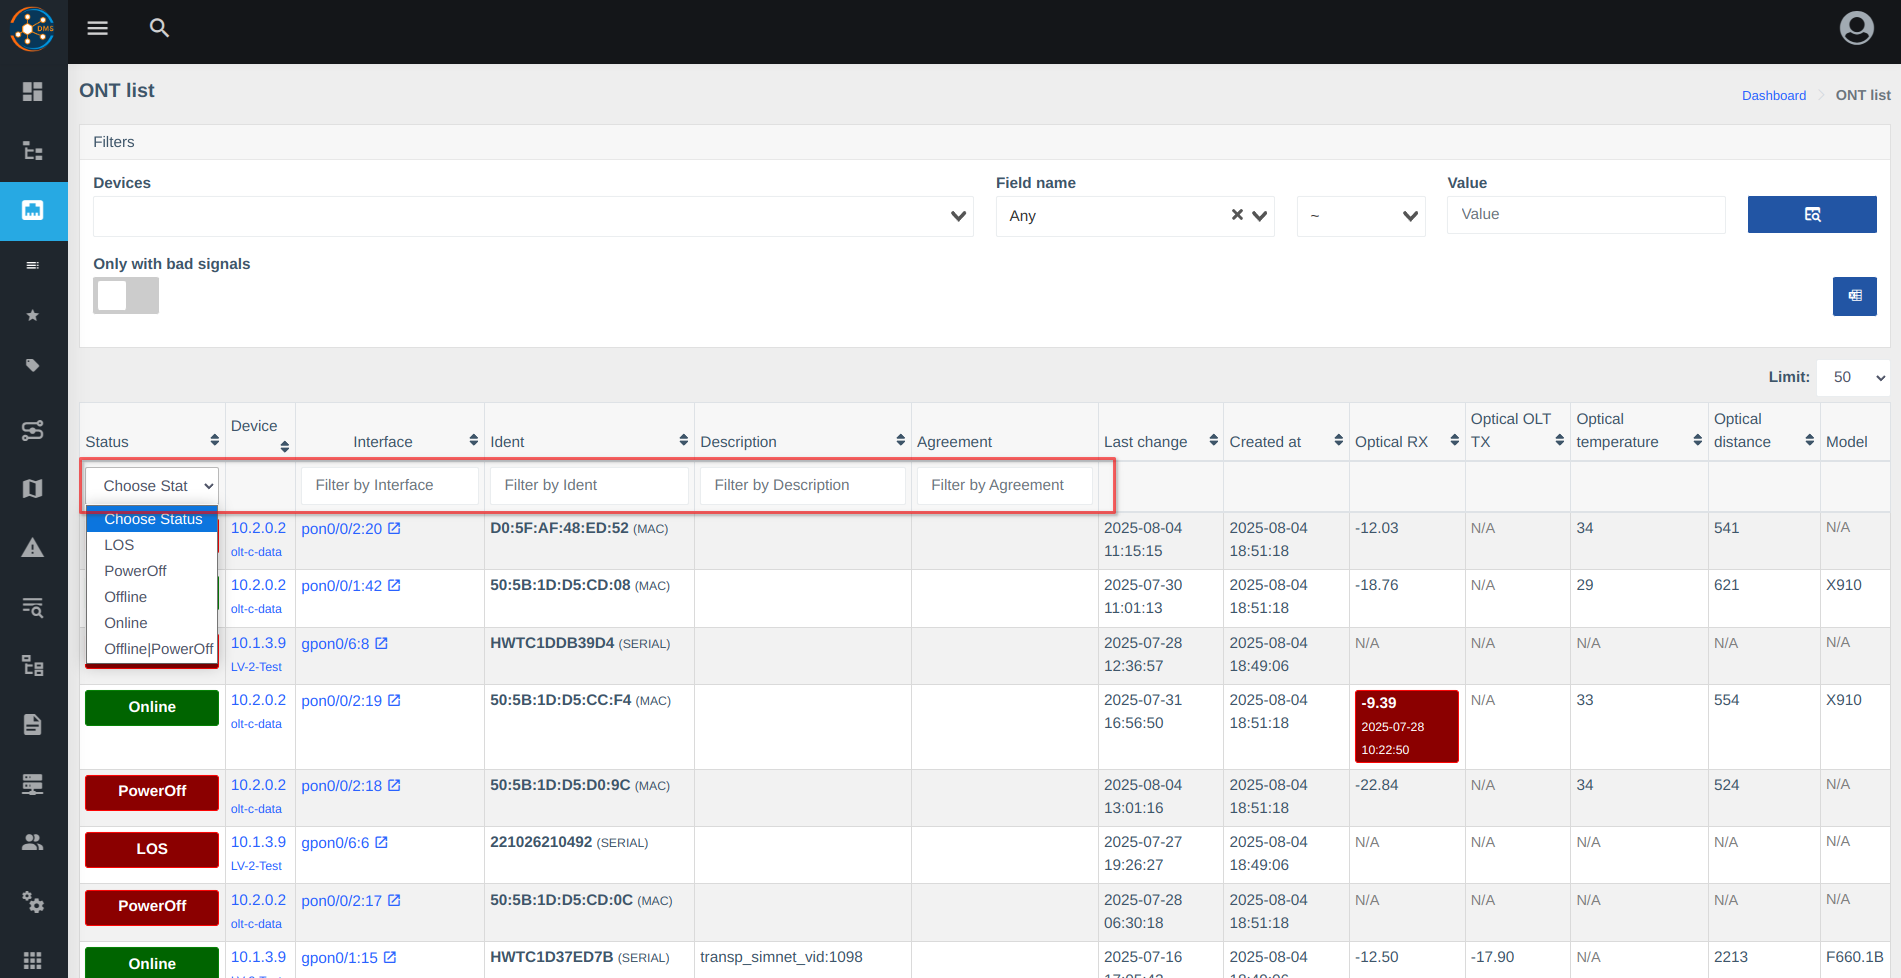 DMS
ONT list
Dashboard
ONT list
Filters
Devices
Field name
Value
Any
~
Value
Only with bad signals
Limit:
50
Status
Device
Interface
Ident
Description
Agreement
Last change
Created at
Optical RX
Optical OLT
TX
Optical
temperature
Optical
distance
Model
Choose Stat
Filter by Interface
Filter by Ident
Filter by Description
Filter by Agreement
Choose Status
LOS
PowerOff
Offline
Online
Offline|PowerOff
10.2.0.2
olt-c-data
pon0/0/2:20
D0:5F:AF:48:ED:52 (MAC)
2025-08-04
11:15:15
2025-08-04
18:51:18
-12.03
N/A
34
541
N/A
10.2.0.2
olt-c-data
pon0/0/1:42
50:5B:1D:D5:CD:08 (MAC)
2025-07-30
11:01:13
2025-08-04
18:51:18
-18.76
N/A
29
621
X910
10.1.3.9
LV-2-Test
gpon0/6:8
HWTC1DDB39D4 (SERIAL)
2025-07-28
12:36:57
2025-08-04
18:49:06
N/A
N/A
N/A
N/A
N/A
Online
10.2.0.2
olt-c-data
pon0/0/2:19
50:5B:1D:D5:CC:F4 (MAC)
2025-07-31
16:56:50
2025-08-04
18:51:18
-9.39
2025-07-28
10:22:50
N/A
33
554
X910
PowerOff
10.2.0.2
olt-c-data
pon0/0/2:18
50:5B:1D:D5:D0:9C (MAC)
2025-08-04
13:01:16
2025-08-04
18:51:18
-22.84
N/A
34
524
N/A
LOS
10.1.3.9
LV-2-Test
gpon0/6:6
221026210492 (SERIAL)
2025-07-27
19:26:27
2025-08-04
18:49:06
N/A
N/A
N/A
N/A
N/A
PowerOff
10.2.0.2
olt-c-data
pon0/0/2:17
50:5B:1D:D5:CD:0C (MAC)
2025-07-28
06:30:18
2025-08-04
18:51:18
N/A
N/A
N/A
N/A
N/A
Online
10.1.3.9
gpon0/1:15
HWTC1D37ED7B (SERIAL)
transp_simnet_vid:1098
2025-07-16
2025-08-04
-12.50
-17.90
N/A
2213
F660.1B